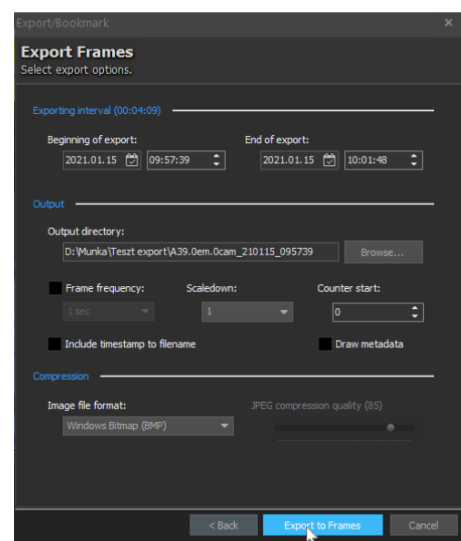 Export/Bookmark
Export Frames
Select export options.
Exporting interval (00:04:09)
Beginning of export: End of export:
2021.01.15 09:57:39 2021.01.15 10:01:48
Output
Output directory:
D:\Munka\Teszt export\A39.0em.0cam_210115_095739 Browse...
Frame frequency: Scaledown: Counter start:
1 sec 1 0
Include timestamp to filename Draw metadata
Compression
Image file format: JPEG compression quality (85)
Windows Bitmap (BMP)
< Back Export to Frames Cancel